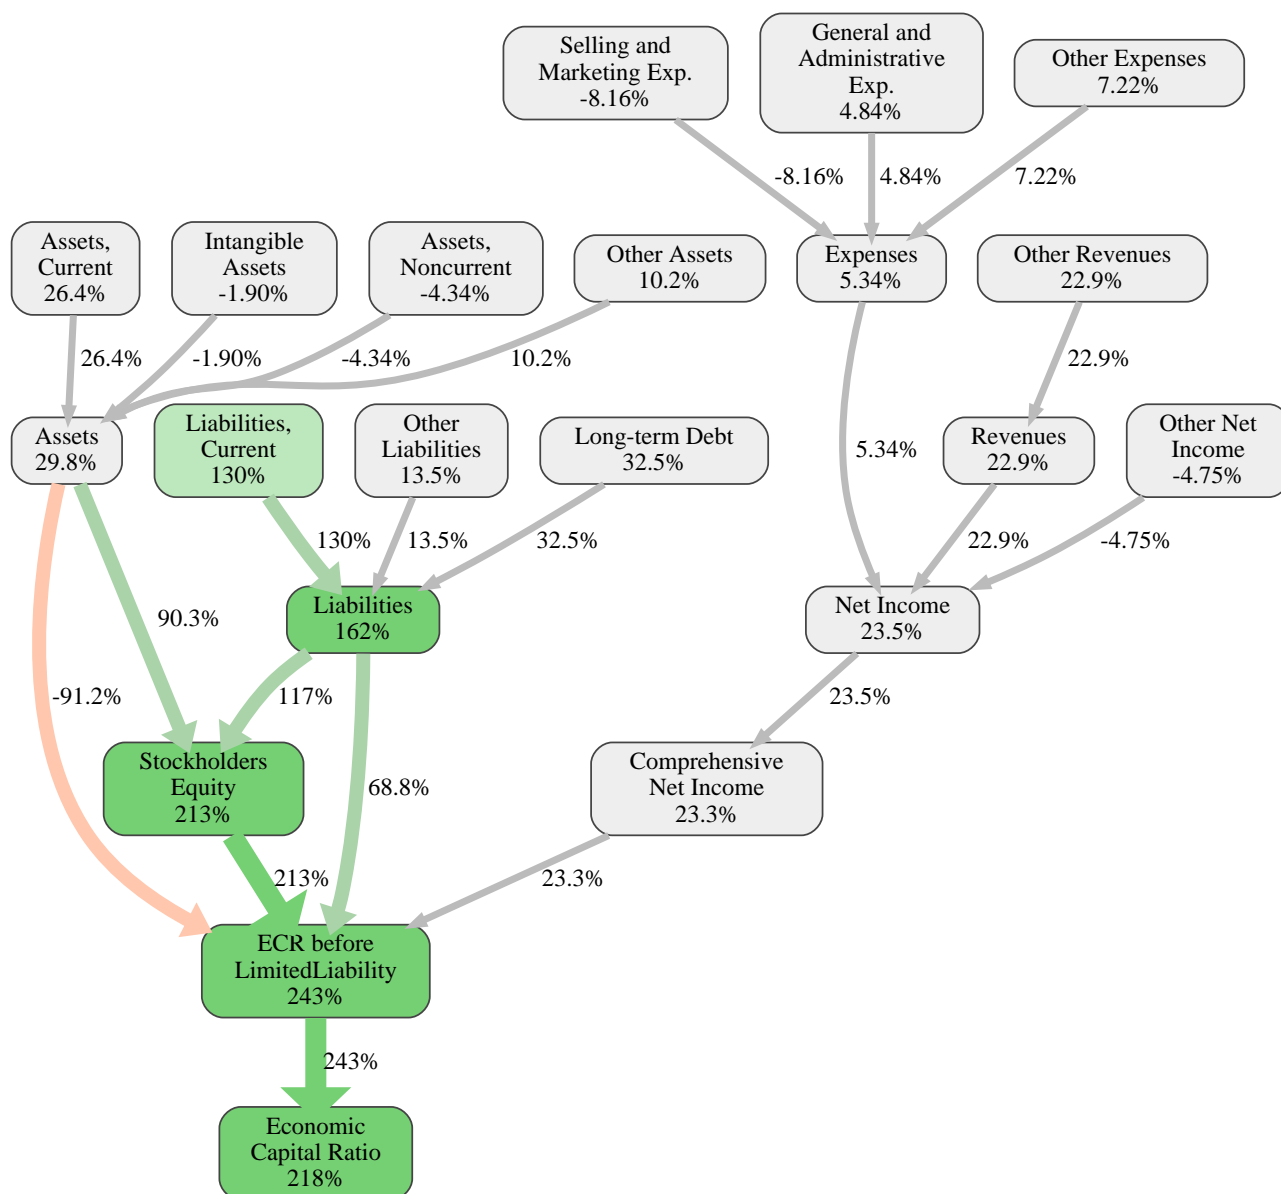 Selling and
Marketing Exp.
-8.16%
General and
Administrative
Exp.
4.84%
Other Expenses
7.22%
-8.16%
4.84%
7.22%
Assets,
Current
26.4%
Intangible
Assets
-1.90%
Assets,
Noncurrent
-4.34%
Other Assets
10.2%
Expenses
5.34%
Other Revenues
22.9%
26.4%
-1.90%
-4.34%
10.2%
22.9%
Assets
29.8%
Liabilities,
Current
130%
Other
Liabilities
13.5%
Long-term Debt
32.5%
5.34%
Revenues
22.9%
Other Net
Income
-4.75%
130%
13.5%
32.5%
22.9%
-4.75%
90.3%
Liabilities
162%
Net Income
23.5%
-91.2%
117%
23.5%
Stockholders
Equity
213%
68.8%
Comprehensive
Net Income
23.3%
213%
23.3%
ECR before
LimitedLiability
243%
243%
Economic
Capital Ratio
218%